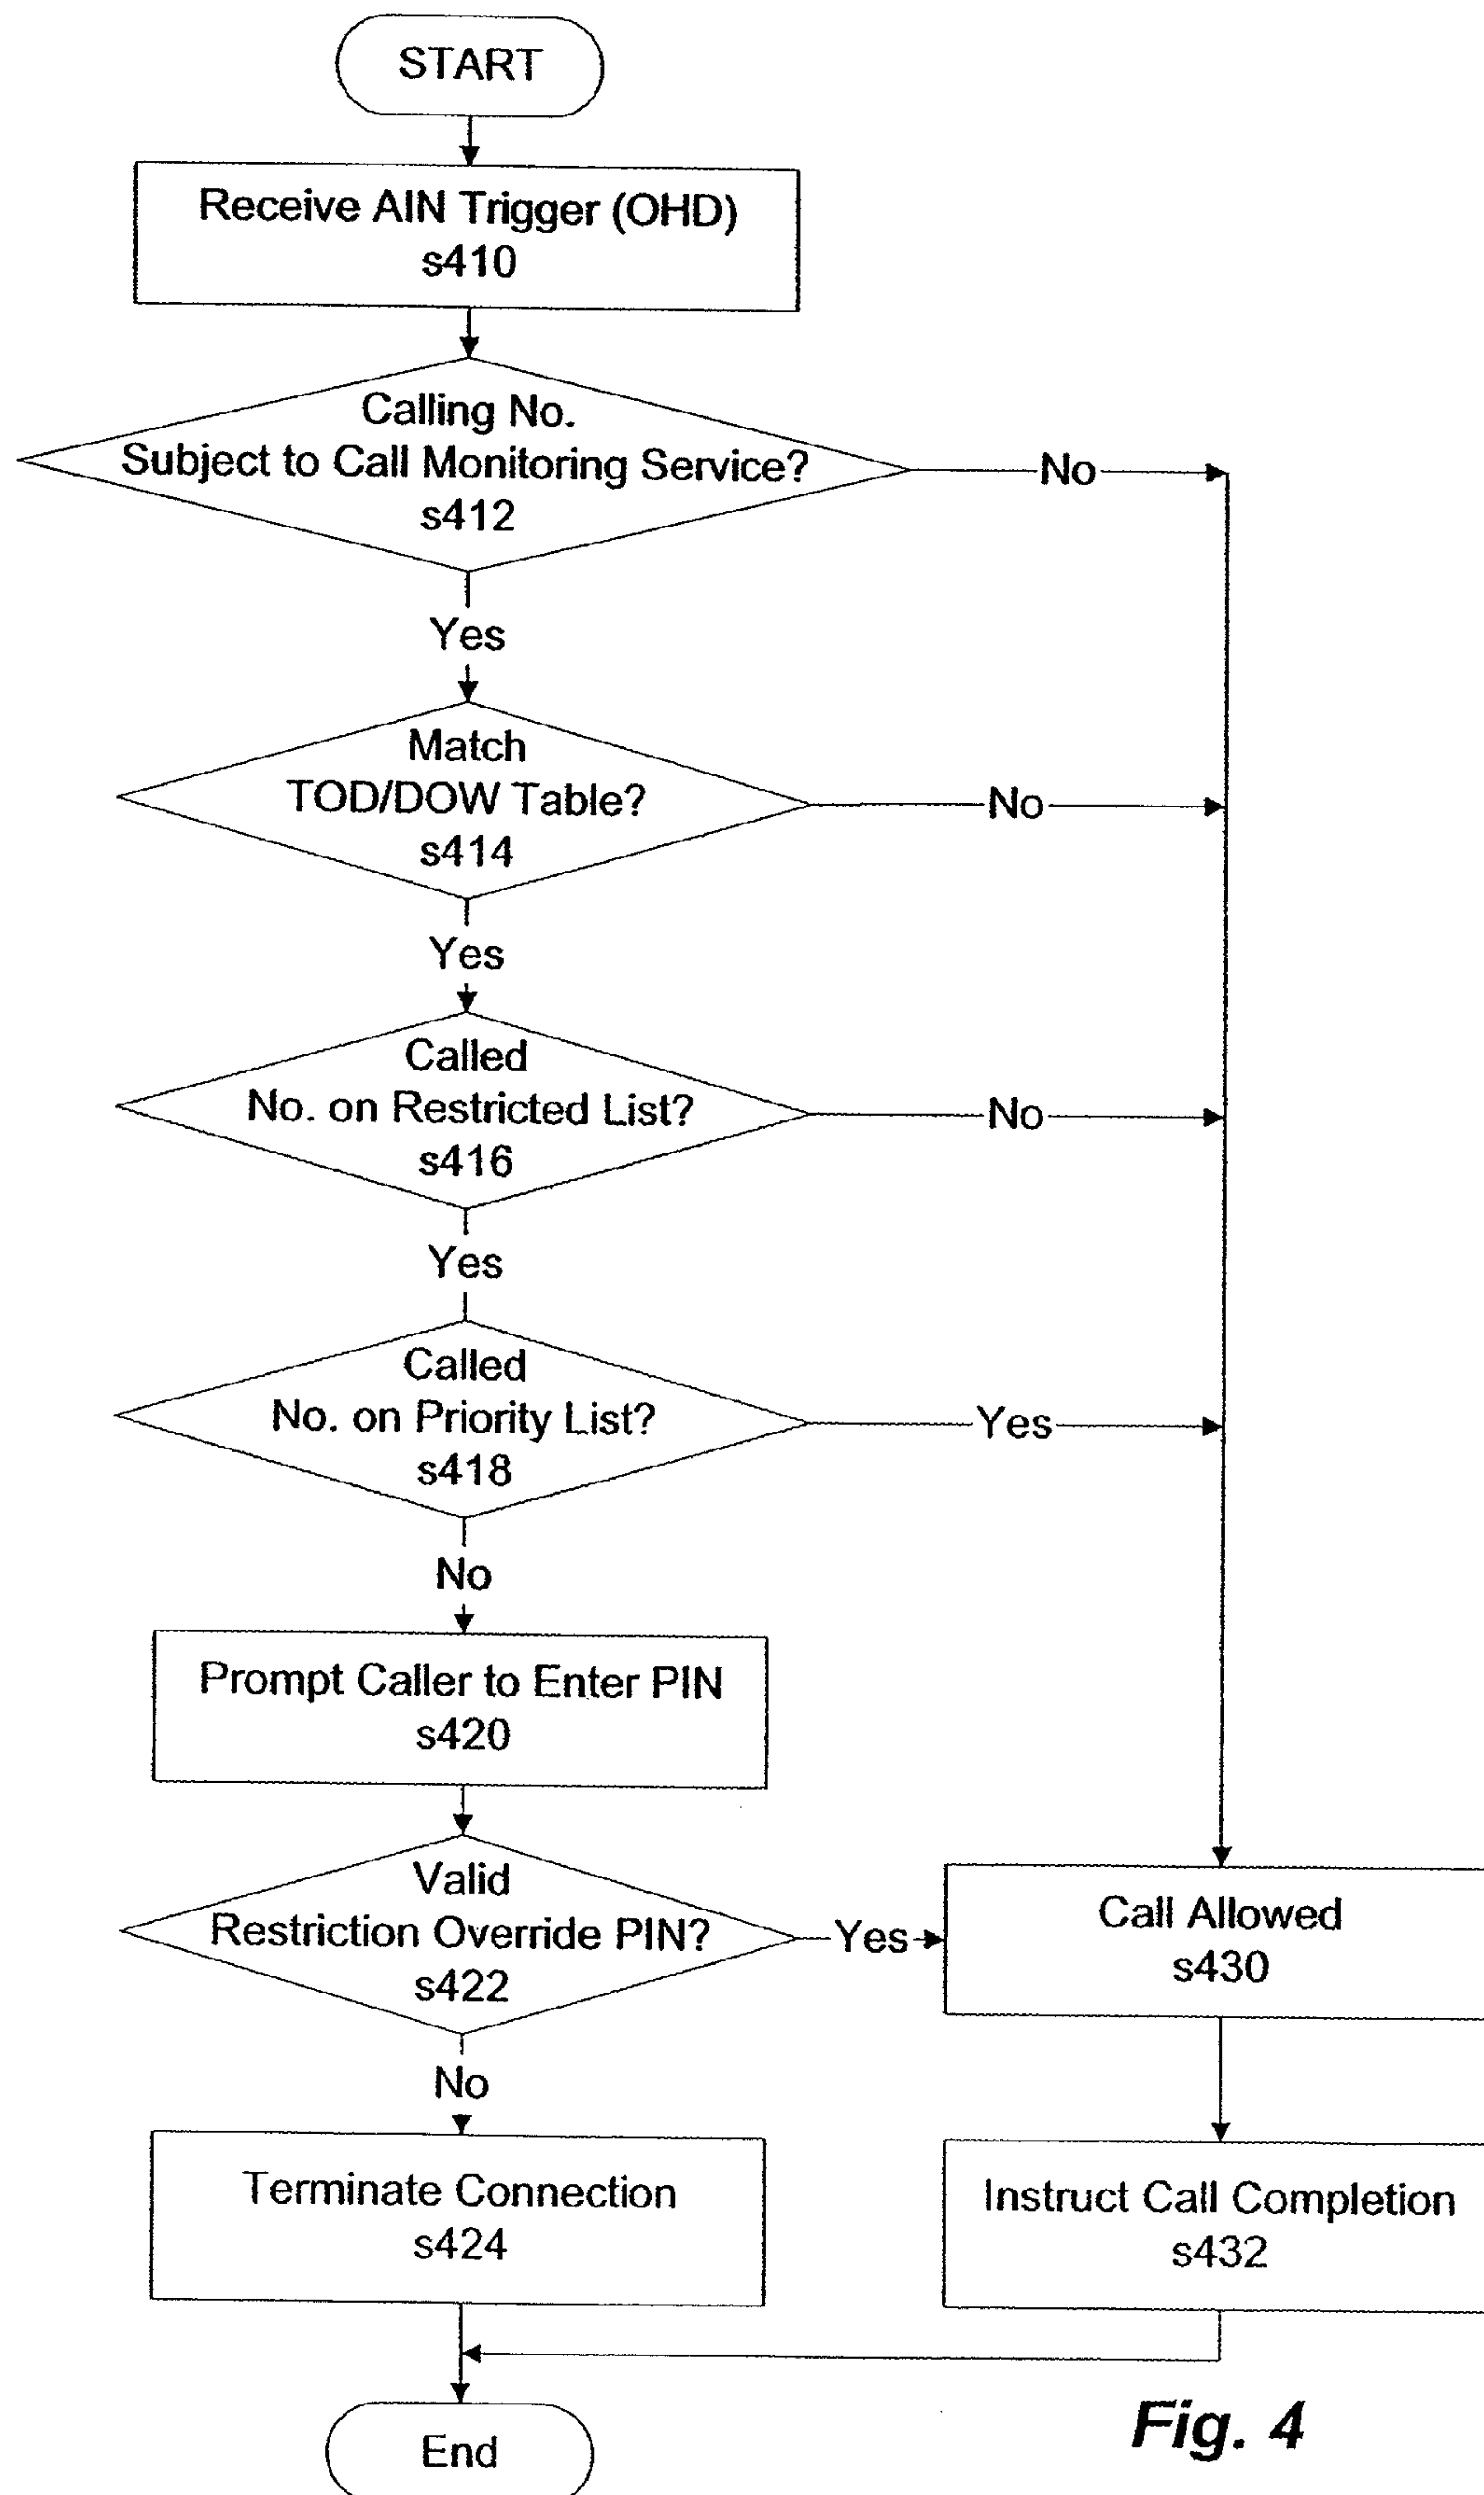 START
Receive AIN Trigger (OHD)
s410
Calling No.
Subject to Call Monitoring Service?
s412
No
Yes
Match
TOD/DOW Table?
s414
No
Yes
Called
No. on Restricted List?
s416
No
Yes
Called
No. on Priority List?
s418
Yes
No
Prompt Caller to Enter PIN
s420
Valid
Restriction Override PIN?
s422
Yes
Call Allowed
s430
No
Terminate Connection
s424
Instruct Call Completion
s432
End
Fig. 4